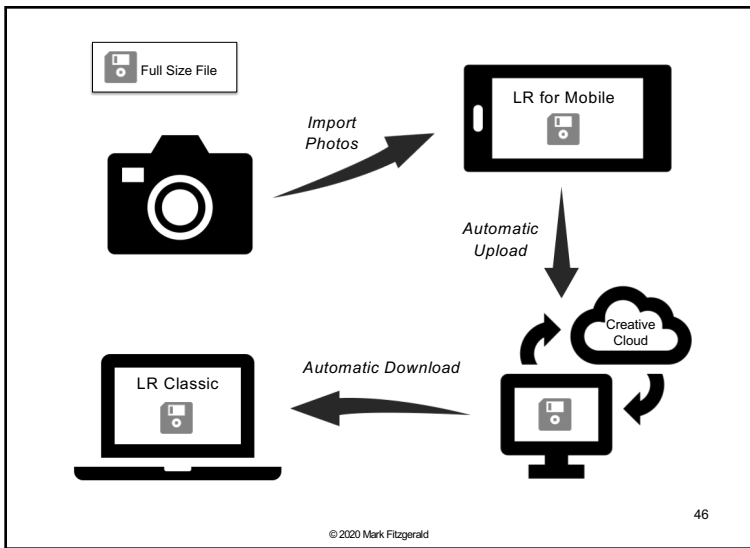 Full Size File
Import
Photos
LR for Mobile
Automatic
Upload
Creative
Cloud
Automatic Download
LR Classic
46
© 2020 Mark Fitzgerald